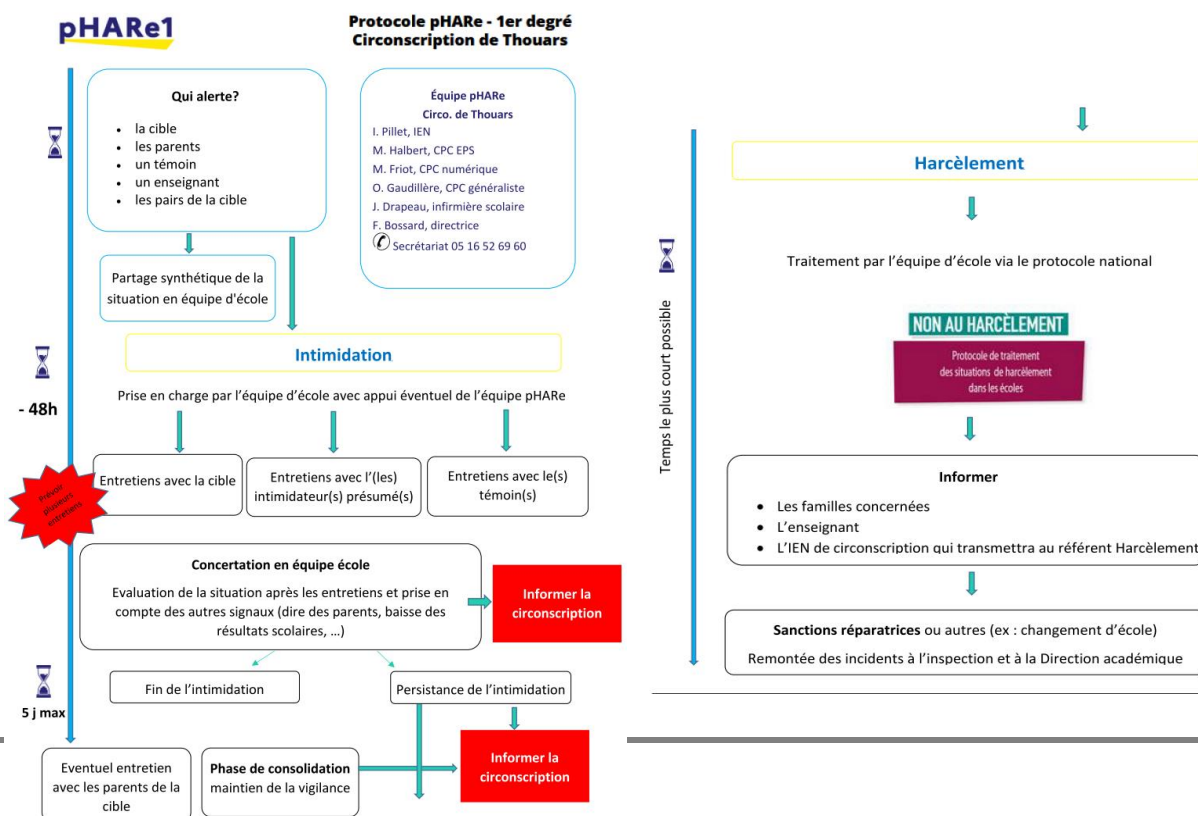 pHARe1
Protocole pHARe - 1er degré
Circonscription de Thouars
Qui alerte?
• la cible
• les parents
• un témoin
• un enseignant
• les pairs de la cible
Équipe pHARe
Circo. de Thouars
I. Pillet, IEN
M. Halbert, CPC EPS
M. Friot, CPC numérique
O. Gaudillère, CPC généraliste
J. Drapeau, infirmière scolaire
F. Bossard, directrice
Secrétariat 05 16 52 69 60
Partage synthétique de la
situation en équipe d'école
Intimidation
- 48h
Prise en charge par l'équipe d'école avec appui éventuel de l'équipe pHARe
Prévoir
plusieurs
entretiens
Entretiens avec la cible
Entretiens avec l'(les)
intimidateur(s) présumé(s)
Entretiens avec le(s)
témoin(s)
Concertation en équipe école
Evaluation de la situation après les entretiens et prise en
compte des autres signaux (dire des parents, baisse des
résultats scolaires, ...)
Informer la
circonscription
Fin de l'intimidation
Persistance de l'intimidation
5 j max
Eventuel entretien
avec les parents de la
cible
Phase de consolidation
maintien de la vigilance
Informer la
circonscription
Harcèlement
Temps le plus court possible
Traitement par l'équipe d'école via le protocole national
NON AU HARCÈLEMENT
Protocole de traitement
des situations de harcèlement
dans les écoles
Informer
• Les familles concernées
• L'enseignant
• L'IEN de circonscription qui transmettra au référent Harcèlement
Sanctions réparatrices ou autres (ex : changement d'école)
Remontée des incidents à l'inspection et à la Direction académique